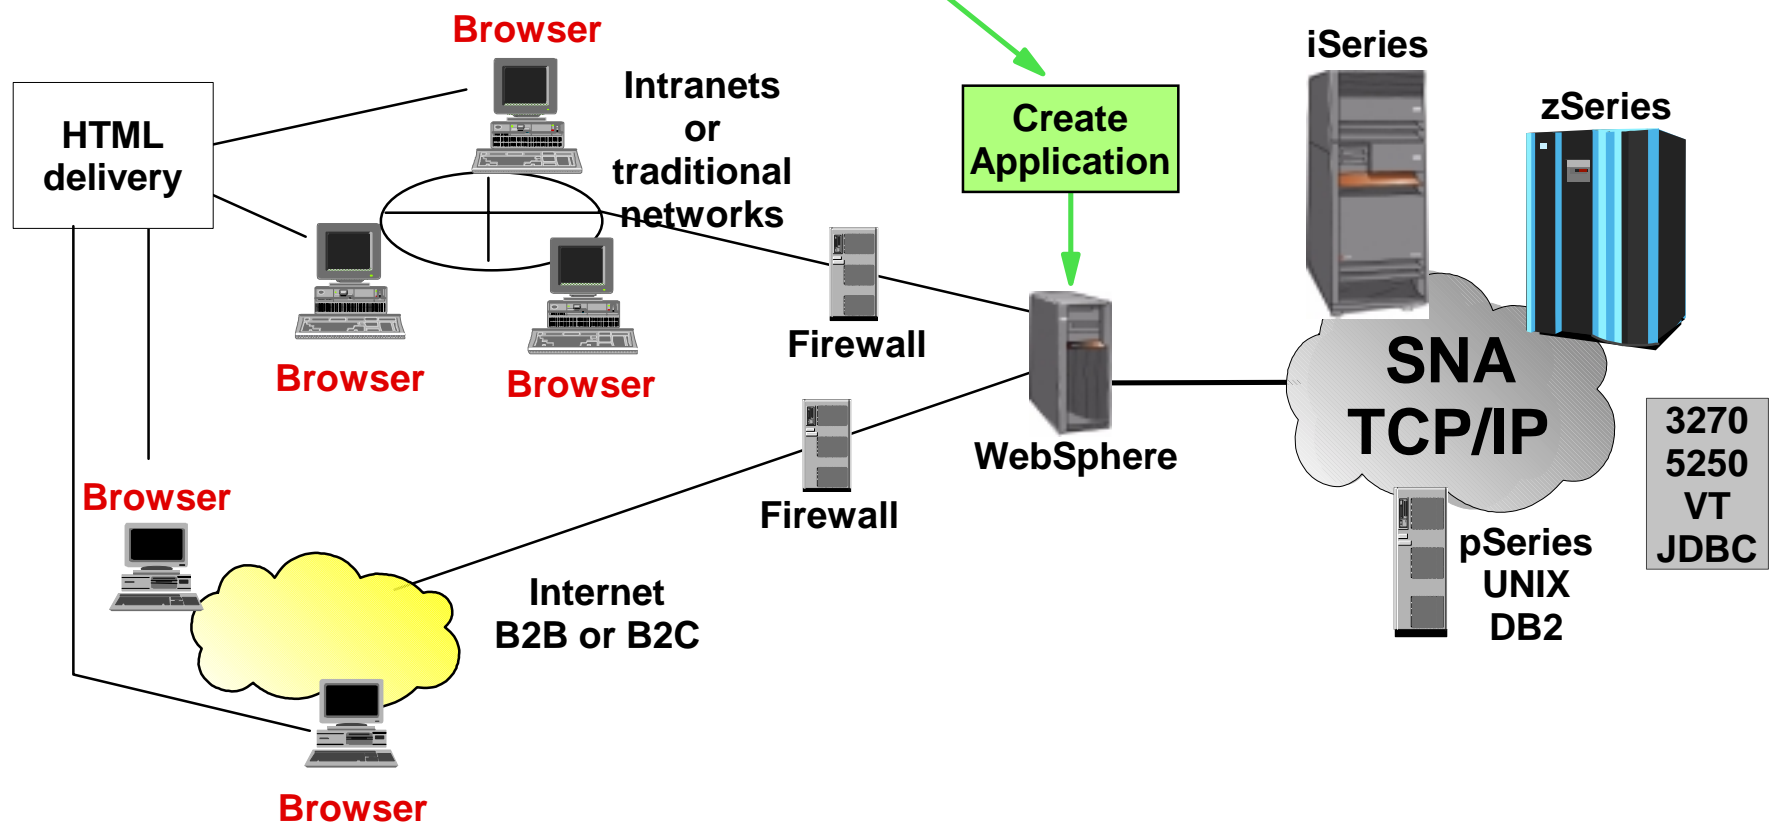 Browser
HTML
delivery
Intranets
or
traditional
networks
Create
Application
iSeries
zSeries
Firewall
Browser
Browser
SNA
TCP/IP
WebSphere
3270
5250
VT
JDBC
Browser
Firewall
pSeries
UNIX
DB2
Internet
B2B or B2C
Browser